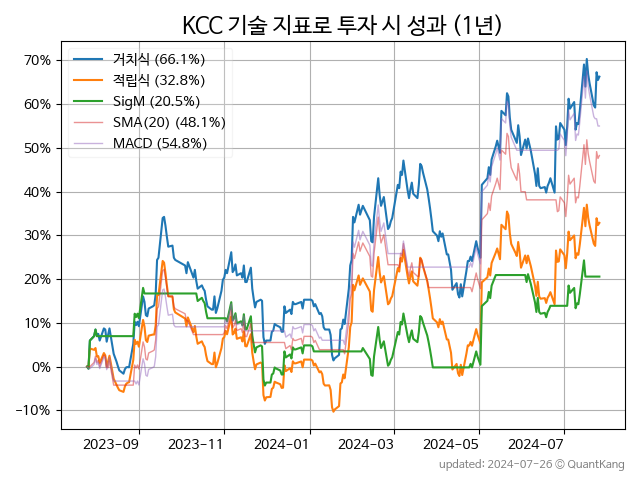 KCC 기술 지표로 투자 시 성과 (1년)
거치식 (66.1%)
적립식 (32.8%)
SigM (20.5%)
SMA(20) (48.1%)
MACD (54.8%)
70%
60%
50%
40%
30%
20%
10%
0%
−10%
2023−09 2023−11 2024−01 2024−03 2024−05 2024−07
updated: 2024-07-26 © QuantKang